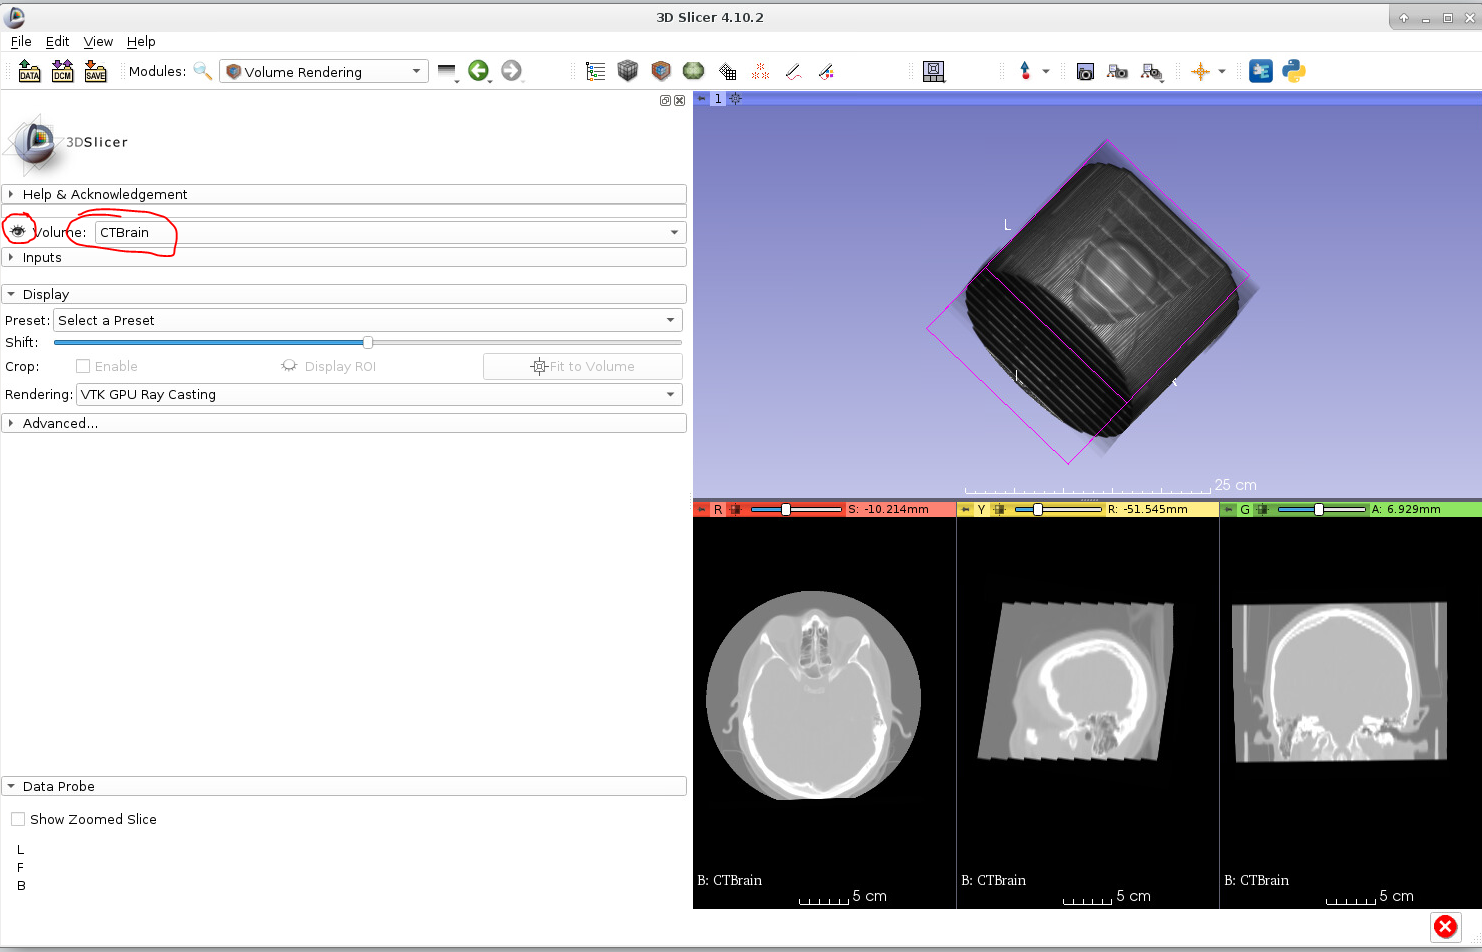 3D Slicer 4.10.2
File Edit View Help
DATA DCM SAVE Modules: Volume Rendering
3DSlicer
Help & Acknowledgement
Volume: CTBrain
Inputs
Display
Preset: Select a Preset
Shift:
Crop: Enable Display ROI Fit to Volume
Rendering: VTK GPU Ray Casting
Advanced...
Data Probe
Show Zoomed Slice
L
F
B
1
L
25 cm
R S: -10.214mm
Y R: -51.545mm
G A: 6.929mm
B: CTBrain
5 cm
B: CTBrain
5 cm
B: CTBrain
5 cm